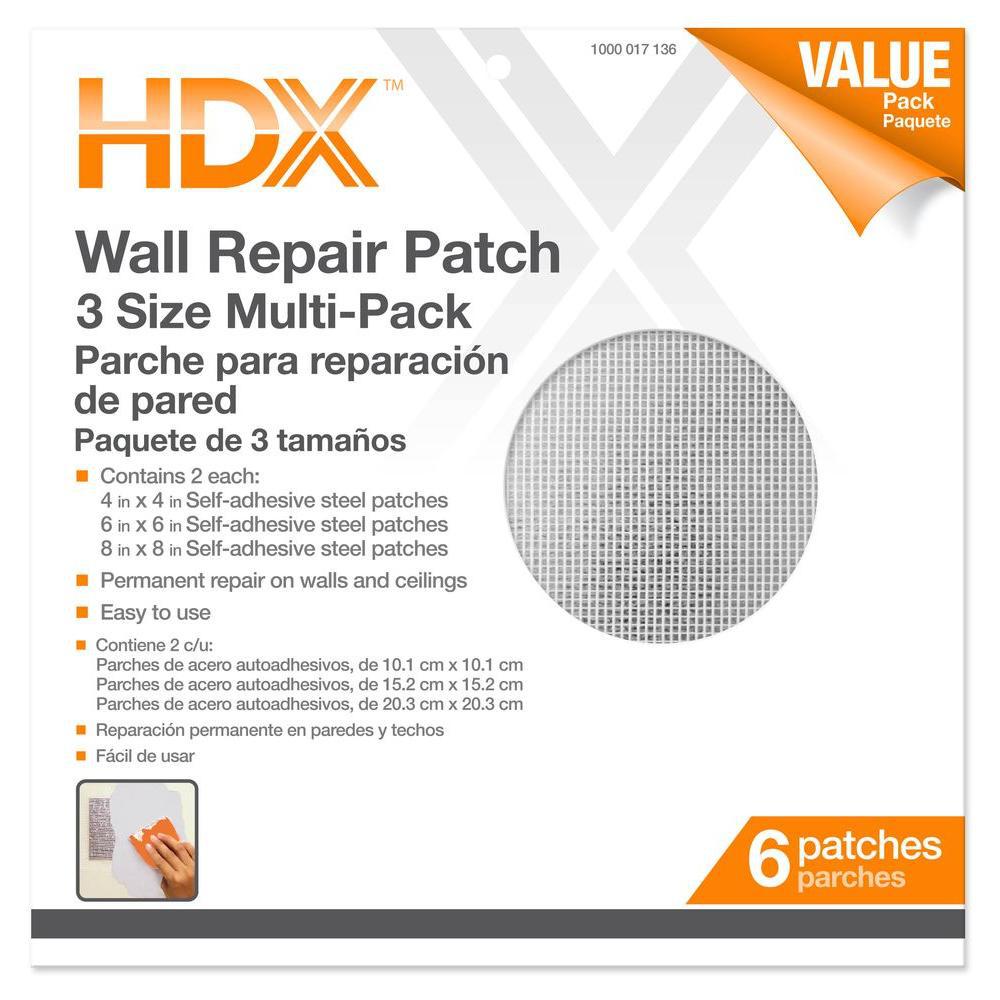 1000 017 136
VALUE
Pack
Paquete
HDX™
Wall Repair Patch
3 Size Multi-Pack
Parche para reparación
de pared
Paquete de 3 tamaños
Contains 2 each:
4 in x 4 in Self-adhesive steel patches
6 in x 6 in Self-adhesive steel patches
8 in x 8 in Self-adhesive steel patches
Permanent repair on walls and ceilings
Easy to use
Contiene 2 c/u:
Parches de acero autoadhesivos, de 10.1 cm x 10.1 cm
Parches de acero autoadhesivos, de 15.2 cm x 15.2 cm
Parches de acero autoadhesivos, de 20.3 cm x 20.3 cm
Reparación permanente en paredes y techos
Fácil de usar
6 patches
parches